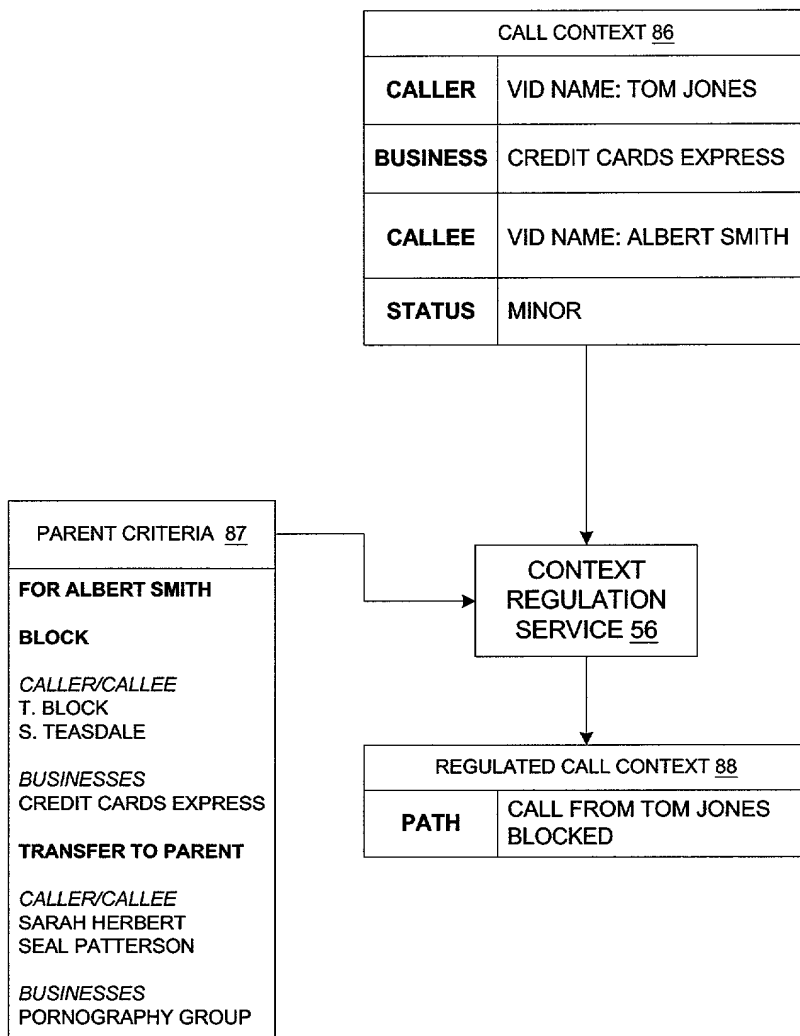 CALL CONTEXT 86
CALLER VID NAME: TOM JONES
BUSINESS CREDIT CARDS EXPRESS
CALLEE VID NAME: ALBERT SMITH
STATUS MINOR
PARENT CRITERIA 87
FOR ALBERT SMITH
BLOCK
CALLER/CALLEE
T. BLOCK
S. TEASDALE
BUSINESSES
CREDIT CARDS EXPRESS
TRANSFER TO PARENT
CALLER/CALLEE
SARAH HERBERT
SEAL PATTERSON
BUSINESSES
PORNOGRAPHY GROUP
CONTEXT
REGULATION
SERVICE 56
REGULATED CALL CONTEXT 88
PATH CALL FROM TOM JONES
BLOCKED